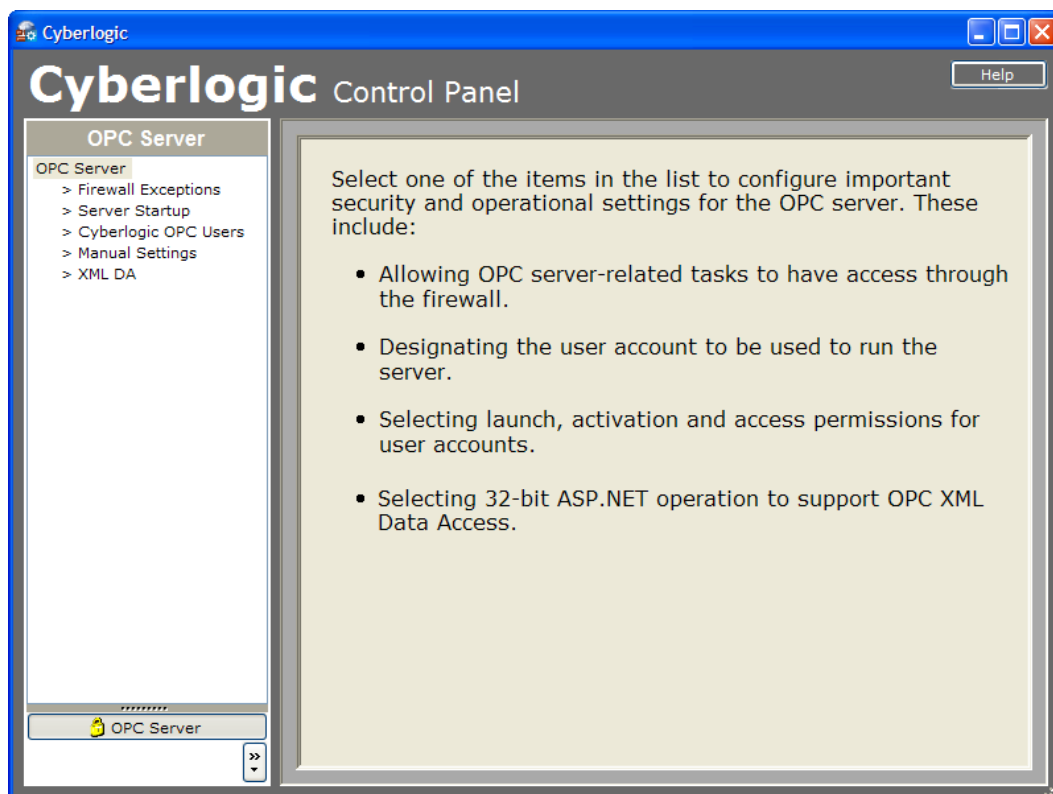 Cyberlogic
Cyberlogic Control Panel
Help
OPC Server
OPC Server
> Firewall Exceptions
> Server Startup
> Cyberlogic OPC Users
> Manual Settings
> XML DA
OPC Server
Select one of the items in the list to configure important
security and operational settings for the OPC server. These
include:
• Allowing OPC server-related tasks to have access through
the firewall.
• Designating the user account to be used to run the
server.
• Selecting launch, activation and access permissions for
user accounts.
• Selecting 32-bit ASP.NET operation to support OPC XML
Data Access.